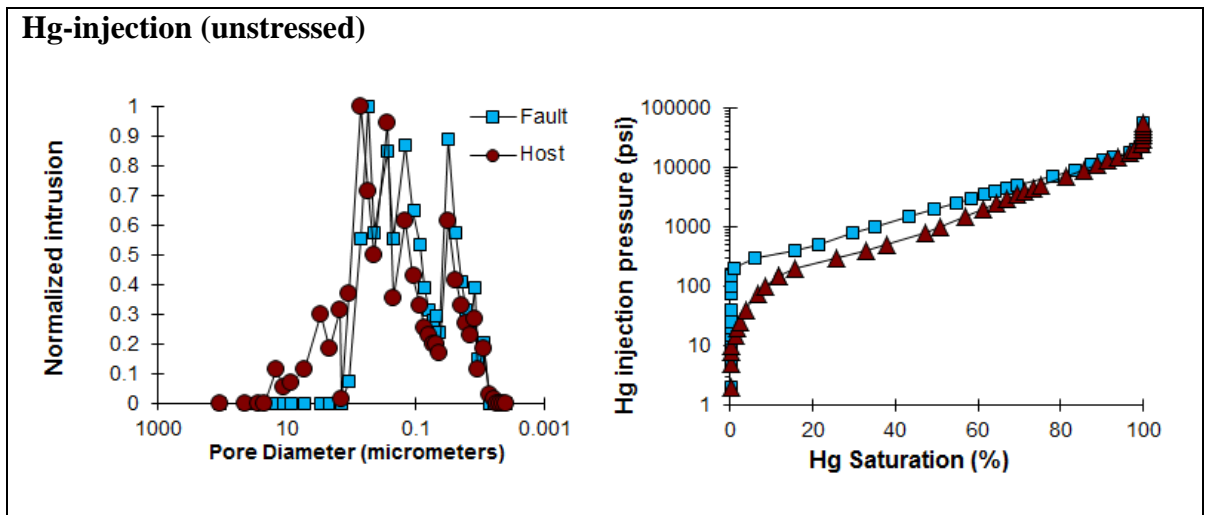 Hg-injection (unstressed)
Normalized intrusion
1
0.9
0.8
0.7
0.6
0.5
0.4
0.3
0.2
0.1
0
1000 10 0.1 0.001
Pore Diameter (micrometers)
Fault
Host
Hg injection pressure (psi)
100000
10000
1000
100
10
1
0 20 40 60 80 100
Hg Saturation (%)